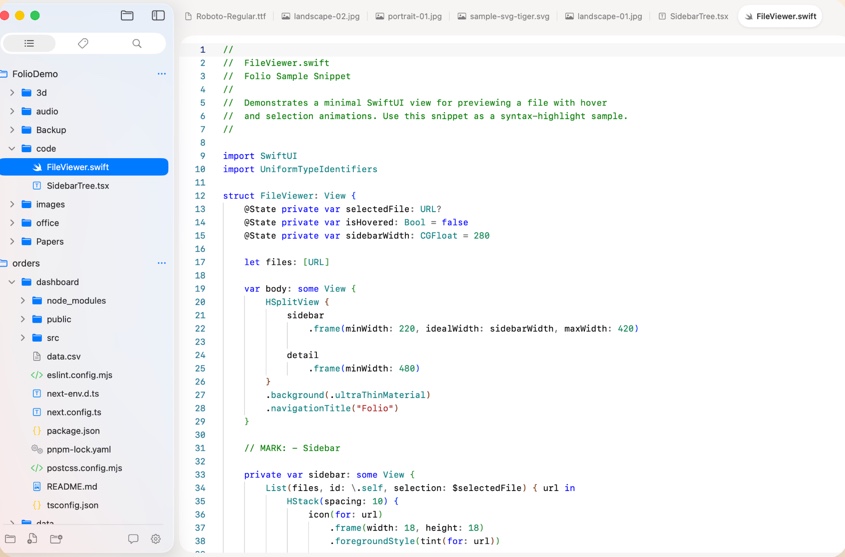 Roboto-Regular.ttf
landscape-02.jpg
portrait-01.jpg
sample-svg-tiger.svg
landscape-01.jpg
SidebarTree.tsx
FileViewer.swift
FolioDemo
3d
audio
Backup
code
FileViewer.swift
SidebarTree.tsx
images
office
Papers
orders
dashboard
node_modules
public
src
data.csv
eslint.config.mjs
next-env.d.ts
next.config.ts
package.json
pnpm-lock.yaml
postcss.config.mjs
README.md
tsconfig.json
data
1 //
2 //  FileViewer.swift
3 //  Folio Sample Snippet
4 //
5 //  Demonstrates a minimal SwiftUI view for previewing a file with hover
6 //  and selection animations. Use this snippet as a syntax-highlight sample.
7 //
8
9 import SwiftUI
10 import UniformTypeIdentifiers
11
12 struct FileViewer: View {
13     @State private var selectedFile: URL?
14     @State private var isHovered: Bool = false
15     @State private var sidebarWidth: CGFloat = 280
16
17     let files: [URL]
18
19     var body: some View {
20         HSplitView {
21             sidebar
22                 .frame(minWidth: 220, idealWidth: sidebarWidth, maxWidth: 420)
23
24             detail
25                 .frame(minWidth: 480)
26         }
27         .background(.ultraThinMaterial)
28         .navigationTitle("Folio")
29     }
30
31     // MARK: - Sidebar
32
33     private var sidebar: some View {
34         List(files, id: \.self, selection: $selectedFile) { url in
35             HStack(spacing: 10) {
36                 icon(for: url)
37                     .frame(width: 18, height: 18)
38                     .foregroundStyle(tint(for: url))